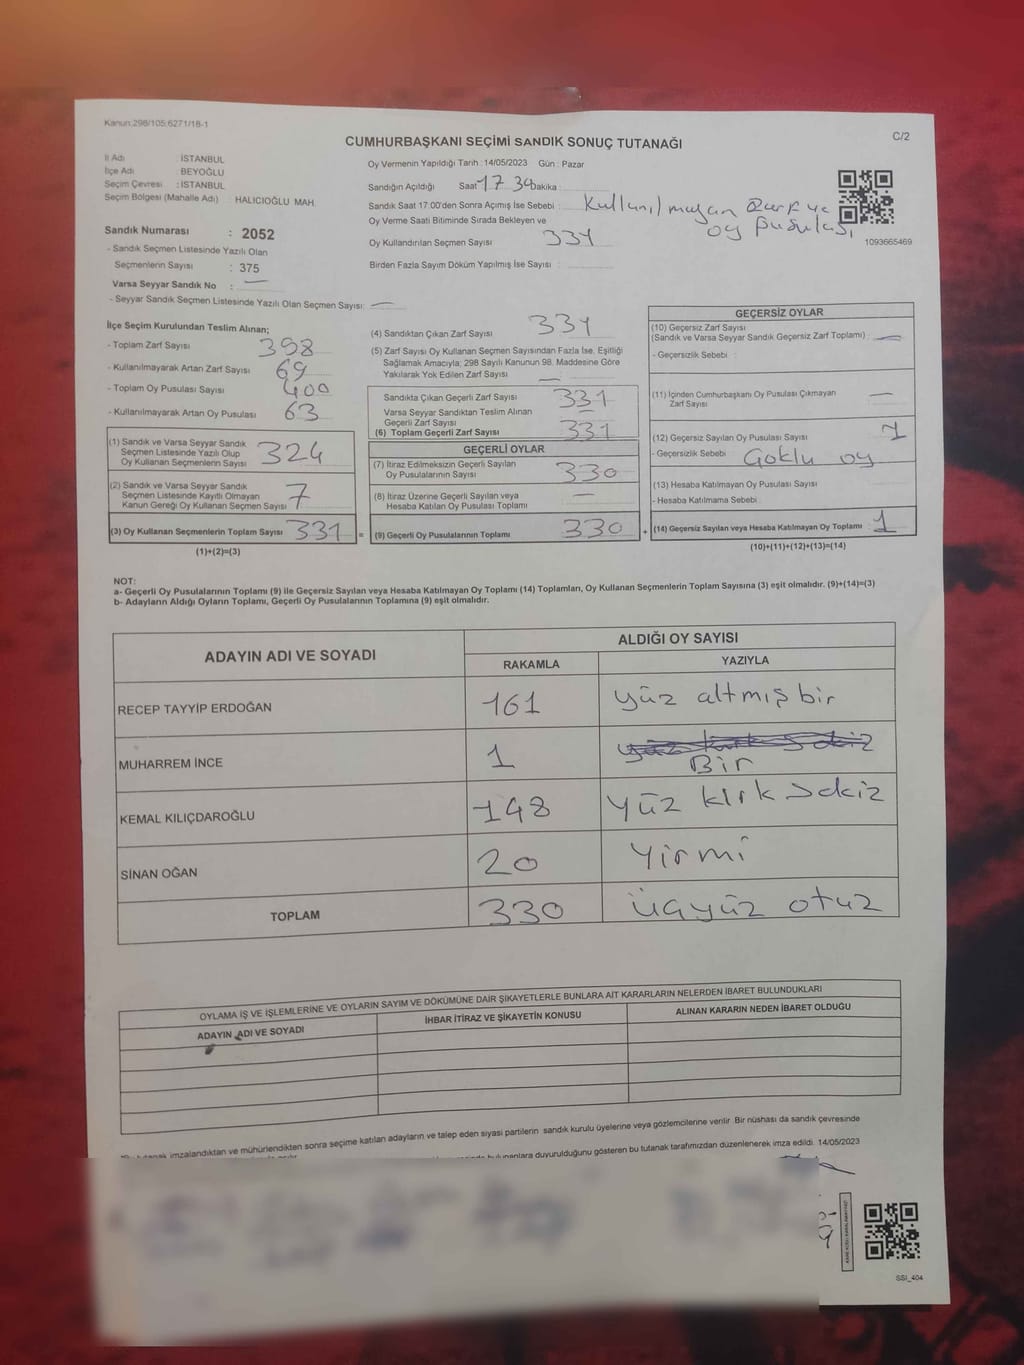 Kanun:298/105;6271/18-1
C/2
CUMHURBAŞKANI SEÇİMİ SANDIK SONUÇ TUTANAĞI
İl Adı : İSTANBUL
İlçe Adı : BEYOĞLU
Seçim Çevresi : İSTANBUL
Seçim Bölgesi (Mahalle Adı) : HALICIOĞLU MAH.
Sandık Numarası : 2052
- Sandık Seçmen Listesinde Yazılı Olan
Seçmenlerin Sayısı : 375
Varsa Seyyar Sandık No : —
- Seyyar Sandık Seçmen Listesinde Yazılı Olan Seçmen Sayısı: —
Oy Vermenin Yapıldığı Tarih : 14/05/2023 Gün : Pazar
Sandığın Açıldığı Saat 17 Dakika :
Sandık Saat 17:00'den Sonra Açımış İse Sebebi : Kullanılmayan zarf ve
oy pusulası
Oy Verme Saati Bitiminde Sırada Bekleyen ve
Oy Kullandırılan Seçmen Sayısı
Birden Fazla Sayım Döküm Yapılmış İse Sayısı :
1093665469
İlçe Seçim Kurulundan Teslim Alınan;
- Toplam Zarf Sayısı 398
- Kullanılmayarak Artan Zarf Sayısı 69
- Toplam Oy Pusulası Sayısı 400
- Kullanılmayarak Artan Oy Pusulası 63
(1) Sandık ve Varsa Seyyar Sandık
Seçmen Listesinde Yazılı Olup
Oy Kullanan Seçmenlerin Sayısı 324
(2) Sandık ve Varsa Seyyar Sandık
Seçmen Listesinde Kayıtlı Olmayan
Kanun Gereği Oy Kullanan Seçmen Sayısı 7
(3) Oy Kullanan Seçmenlerin Toplam Sayısı 331 =
(1)+(2)=(3)
(4) Sandıktan Çıkan Zarf Sayısı 331
(5) Zarf Sayısı Oy Kullanan Seçmen Sayısından Fazla İse, Eşitliği
Sağlamak Amacıyla; 298 Sayılı Kanunun 98. Maddesine Göre
Yakılarak Yok Edilen Zarf Sayısı —
Sandıkta Çıkan Geçerli Zarf Sayısı 331
Varsa Seyyar Sandıktan Teslim Alınan
Geçerli Zarf Sayısı —
(6) Toplam Geçerli Zarf Sayısı 331
GEÇERLİ OYLAR
(7) İtiraz Edilmeksizin Geçerli Sayılan
Oy Pusulalarının Sayısı 330
(8) İtiraz Üzerine Geçerli Sayılan veya
Hesaba Katılan Oy Pusulası Toplamı —
(9) Geçerli Oy Pusulalarının Toplamı 330 +
GEÇERSİZ OYLAR
(10) Geçersiz Zarf Sayısı
(Sandık ve Varsa Seyyar Sandık Geçersiz Zarf Toplamı) —
- Geçersizlik Sebebi :
(11) İçinden Cumhurbaşkanı Oy Pusulası Çıkmayan
Zarf Sayısı —
(12) Geçersiz Sayılan Oy Pusulası Sayısı 1
- Geçersizlik Sebebi Çoklu oy
(13) Hesaba Katılmayan Oy Pusulası Sayısı
- Hesaba Katılmama Sebebi
(14) Geçersiz Sayılan veya Hesaba Katılmayan Oy Toplamı 1
(10)+(11)+(12)+(13)=(14)
NOT:
a- Geçerli Oy Pusulalarının Toplamı (9) ile Geçersiz Sayılan veya Hesaba Katılmayan Oy Toplamı (14) Toplamları, Oy Kullanan Seçmenlerin Toplam Sayısına (3) eşit olmalıdır. (9)+(14)=(3)
b- Adayların Aldığı Oyların Toplamı, Geçerli Oy Pusulalarının Toplamına (9) eşit olmalıdır.
ADAYIN ADI VE SOYADI ALDIĞI OY SAYISI
RAKAMLA YAZIYLA
RECEP TAYYİP ERDOĞAN 161 yüz altmış bir
MUHARREM İNCE 1 Bir
KEMAL KILIÇDAROĞLU 148 Yüz kırk sekiz
SİNAN OĞAN 20 Yirmi
TOPLAM 330 üçyüz otuz
OYLAMA İŞ VE İŞLEMLERİNE VE OYLARIN SAYIM VE DÖKÜMÜNE DAİR ŞİKAYETLERLE BUNLARA AİT KARARLARIN NELERDEN İBARET BULUNDUKLARI
ADAYIN ADI VE SOYADI İHBAR İTİRAZ VE ŞİKAYETİN KONUSU ALINAN KARARIN NEDEN İBARET OLDUĞU
tutanak imzalandıktan ve mühürlendikten sonra seçime katılan adayların ve talep eden siyasi partilerin sandık kurulu üyelerine veya gözlemcilerine verilir. Bir nüshası da sandık çevresinde
bulunanlara duyurulduğunu gösteren bu tutanak tarafımızdan düzenlenerek imza edildi. 14/05/2023
SSI_404